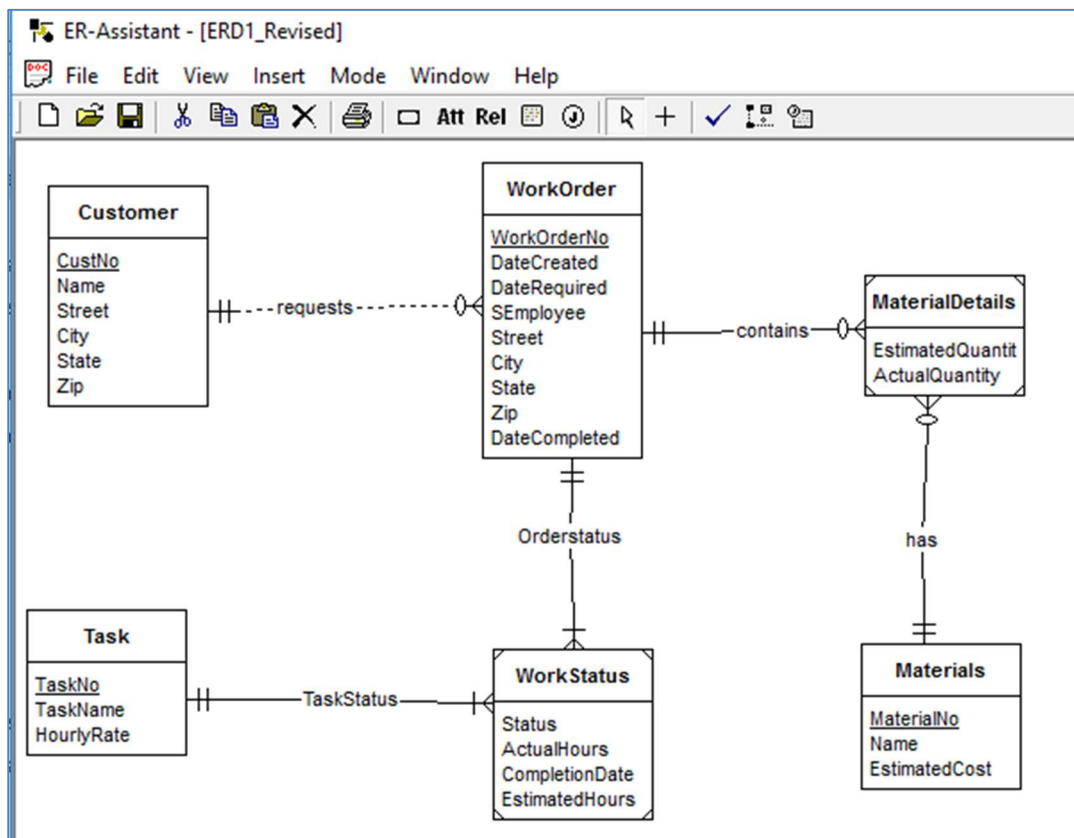 ER-Assistant - [ERD1_Revised]
DOC File Edit View Insert Mode Window Help
Att Rel J
Customer
CustNo
Name
Street
City
State
Zip
requests
WorkOrder
WorkOrderNo
DateCreated
DateRequired
SEmployee
Street
City
State
Zip
DateCompleted
contains
MaterialDetails
EstimatedQuantit
ActualQuantity
Orderstatus
has
Task
TaskNo
TaskName
HourlyRate
TaskStatus
WorkStatus
Status
ActualHours
CompletionDate
EstimatedHours
Materials
MaterialNo
Name
EstimatedCost